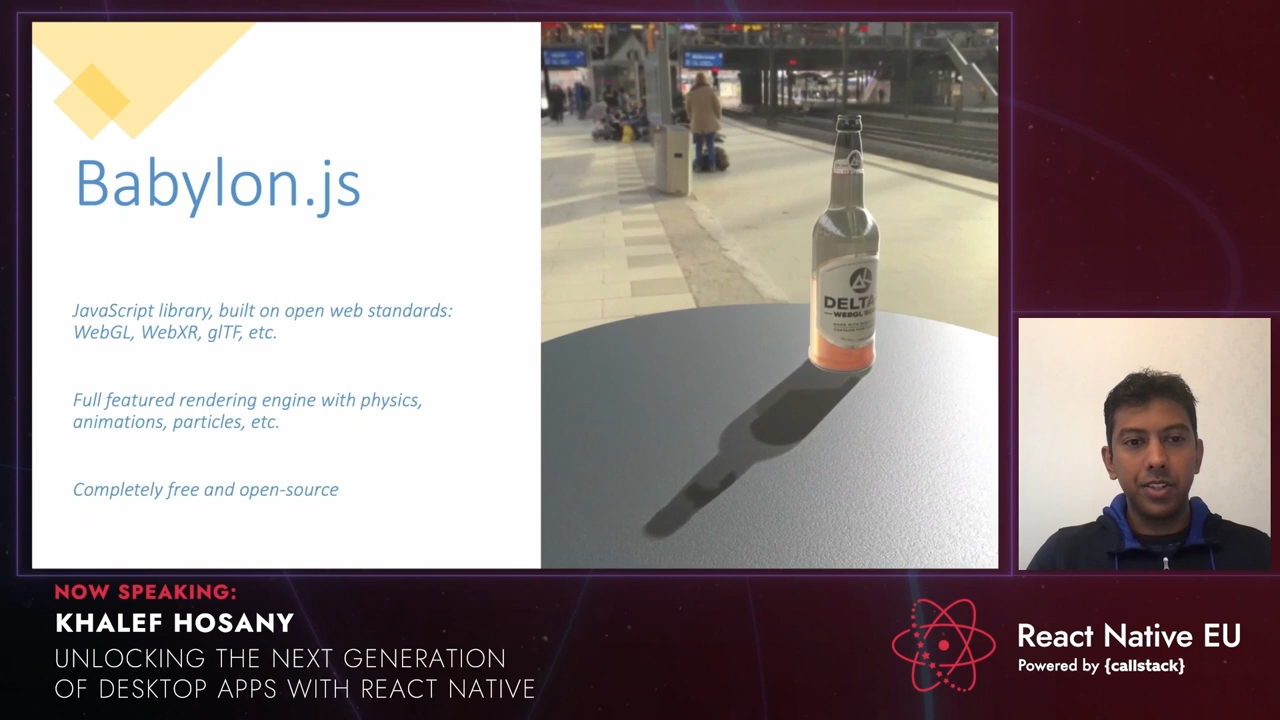 Babylon.js
JavaScript library, built on open web standards:
WebGL, WebXR, glTF, etc.
Full featured rendering engine with physics,
animations, particles, etc.
Completely free and open-source
DELTA
WEBGL
NOW SPEAKING:
KHALEF HOSANY
UNLOCKING THE NEXT GENERATION
OF DESKTOP APPS WITH REACT NATIVE
React Native EU
Powered by {callstack}